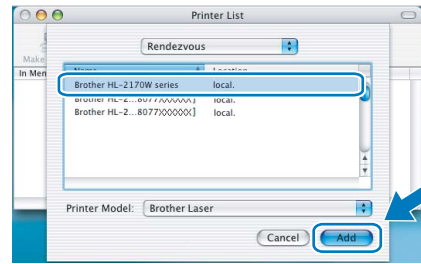 Printer List
Rendezvous
Make
In Men
Name Location
Brother HL-2170W series local.
Brother HL-2...8077)XXXXXX] local.
Brother HL-2...8077)XXXXXX] local.
Printer Model: Brother Laser
Cancel Add